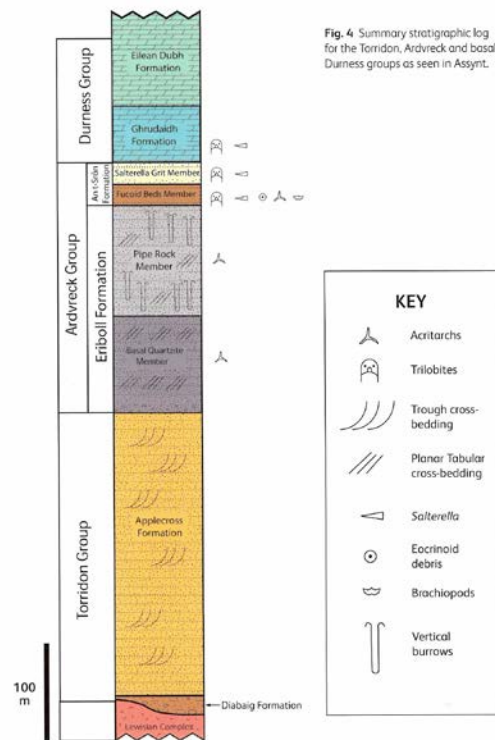 Fig. 4 Summary stratigraphic log
for the Torridon, Ardvreck and basal
Durness groups as seen in Assynt.
Durness Group
Eilean Dubh
Formation
Ghrudaidh
Formation
Ardvreck Group
An t-Sròn
Formation
Salterella Grit Member
Fucoid Beds Member
Eriboll Formation
Pipe Rock
Member
Basal Quartzite
Member
Torridon Group
Applecross
Formation
Diabaig Formation
Lewisian Complex
100
m
KEY
Acritarchs
Trilobites
Trough cross-
bedding
Planar Tabular
cross-bedding
Salterella
Eocrinoid
debris
Brachiopods
Vertical
burrows